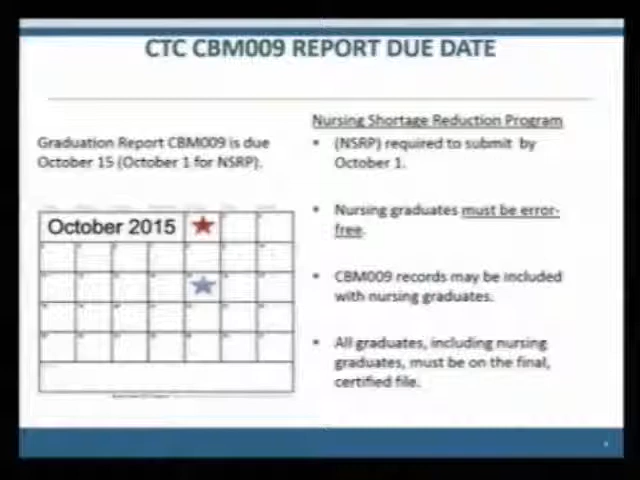 CTC CBM009 REPORT DUE DATE
Graduation Report CBM009 is due
October 15 (October 1 for NSRP).
October 2015
Nursing Shortage Reduction Program
• (NSRP) required to submit by
October 1.
• Nursing graduates must be error-
free.
• CBM009 records may be included
with nursing graduates.
• All graduates, including nursing
graduates, must be on the final,
certified file.